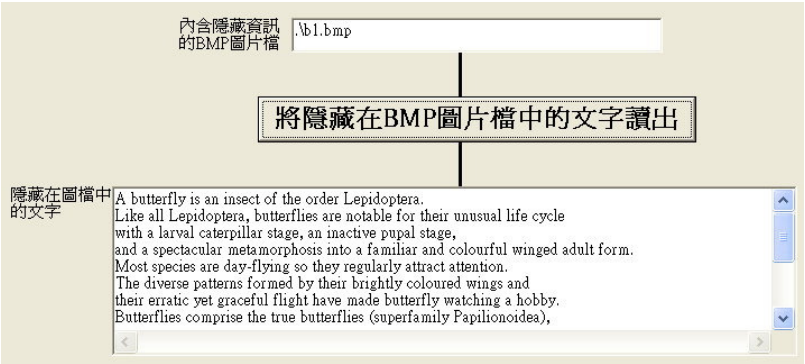 內含隱藏資訊
的BMP圖片檔
.\b1.bmp
將隱藏在BMP圖片檔中的文字讀出
隱藏在圖檔中
的文字
A butterfly is an insect of the order Lepidoptera.
Like all Lepidoptera, butterflies are notable for their unusual life cycle
with a larval caterpillar stage, an inactive pupal stage,
and a spectacular metamorphosis into a familiar and colourful winged adult form.
Most species are day-flying so they regularly attract attention.
The diverse patterns formed by their brightly coloured wings and
their erratic yet graceful flight have made butterfly watching a hobby.
Butterflies comprise the true butterflies (superfamily Papilionoidea),